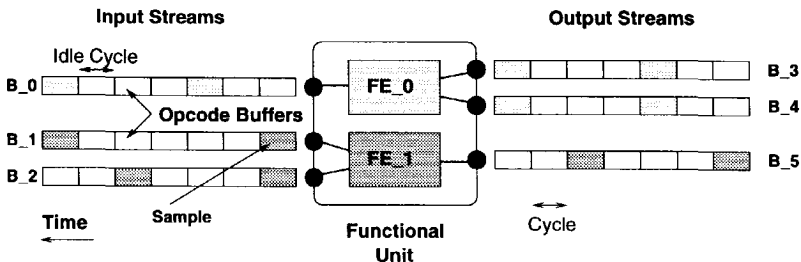 Input Streams
Output Streams
Idle Cycle
B_0
FE_0
B_3
B_4
Opcode Buffers
B_1
FE_1
B_2
B_5
Sample
Time
Cycle
Functional
Unit